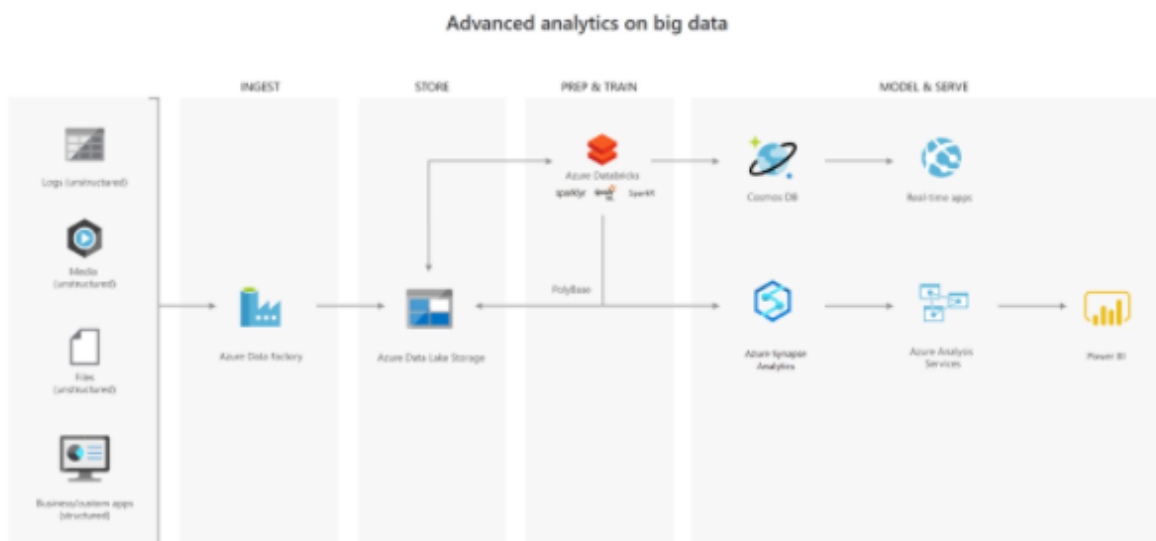 Advanced analytics on big data
INGEST
STORE
PREP & TRAIN
MODEL & SERVE
Logs (unstructured)
Media
(unstructured)
Files
(unstructured)
Business/custom apps
(structured)
Azure Data factory
Azure Data Lake Storage
Azure Databricks
sparklyr
SparkR
PolyBase
Cosmos DB
Real-time apps
Azure Synapse
Analytics
Azure Analysis
Services
Power BI